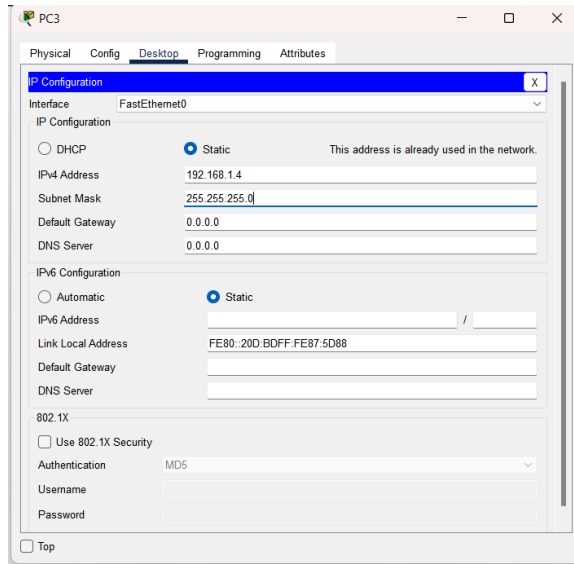 PC3
Physical Config Desktop Programming Attributes
IP Configuration X
Interface FastEthernet0
IP Configuration
DHCP Static This address is already used in the network.
IPv4 Address 192.168.1.4
Subnet Mask 255.255.255.0
Default Gateway 0.0.0.0
DNS Server 0.0.0.0
IPv6 Configuration
Automatic Static
IPv6 Address /
Link Local Address FE80::20D:BDFF:FE87:5D88
Default Gateway
DNS Server
802.1X
Use 802.1X Security
Authentication MD5
Username
Password
Top